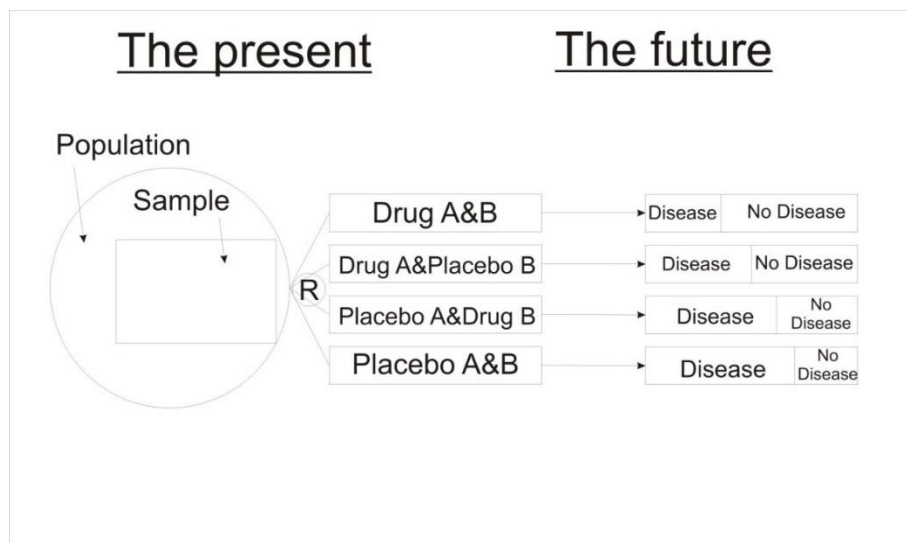 The present
The future
Population
Sample
R
Drug A&B
Disease
No Disease
Drug A&Placebo B
Disease
No Disease
Placebo A&Drug B
Disease
No
Disease
Placebo A&B
Disease
No
Disease